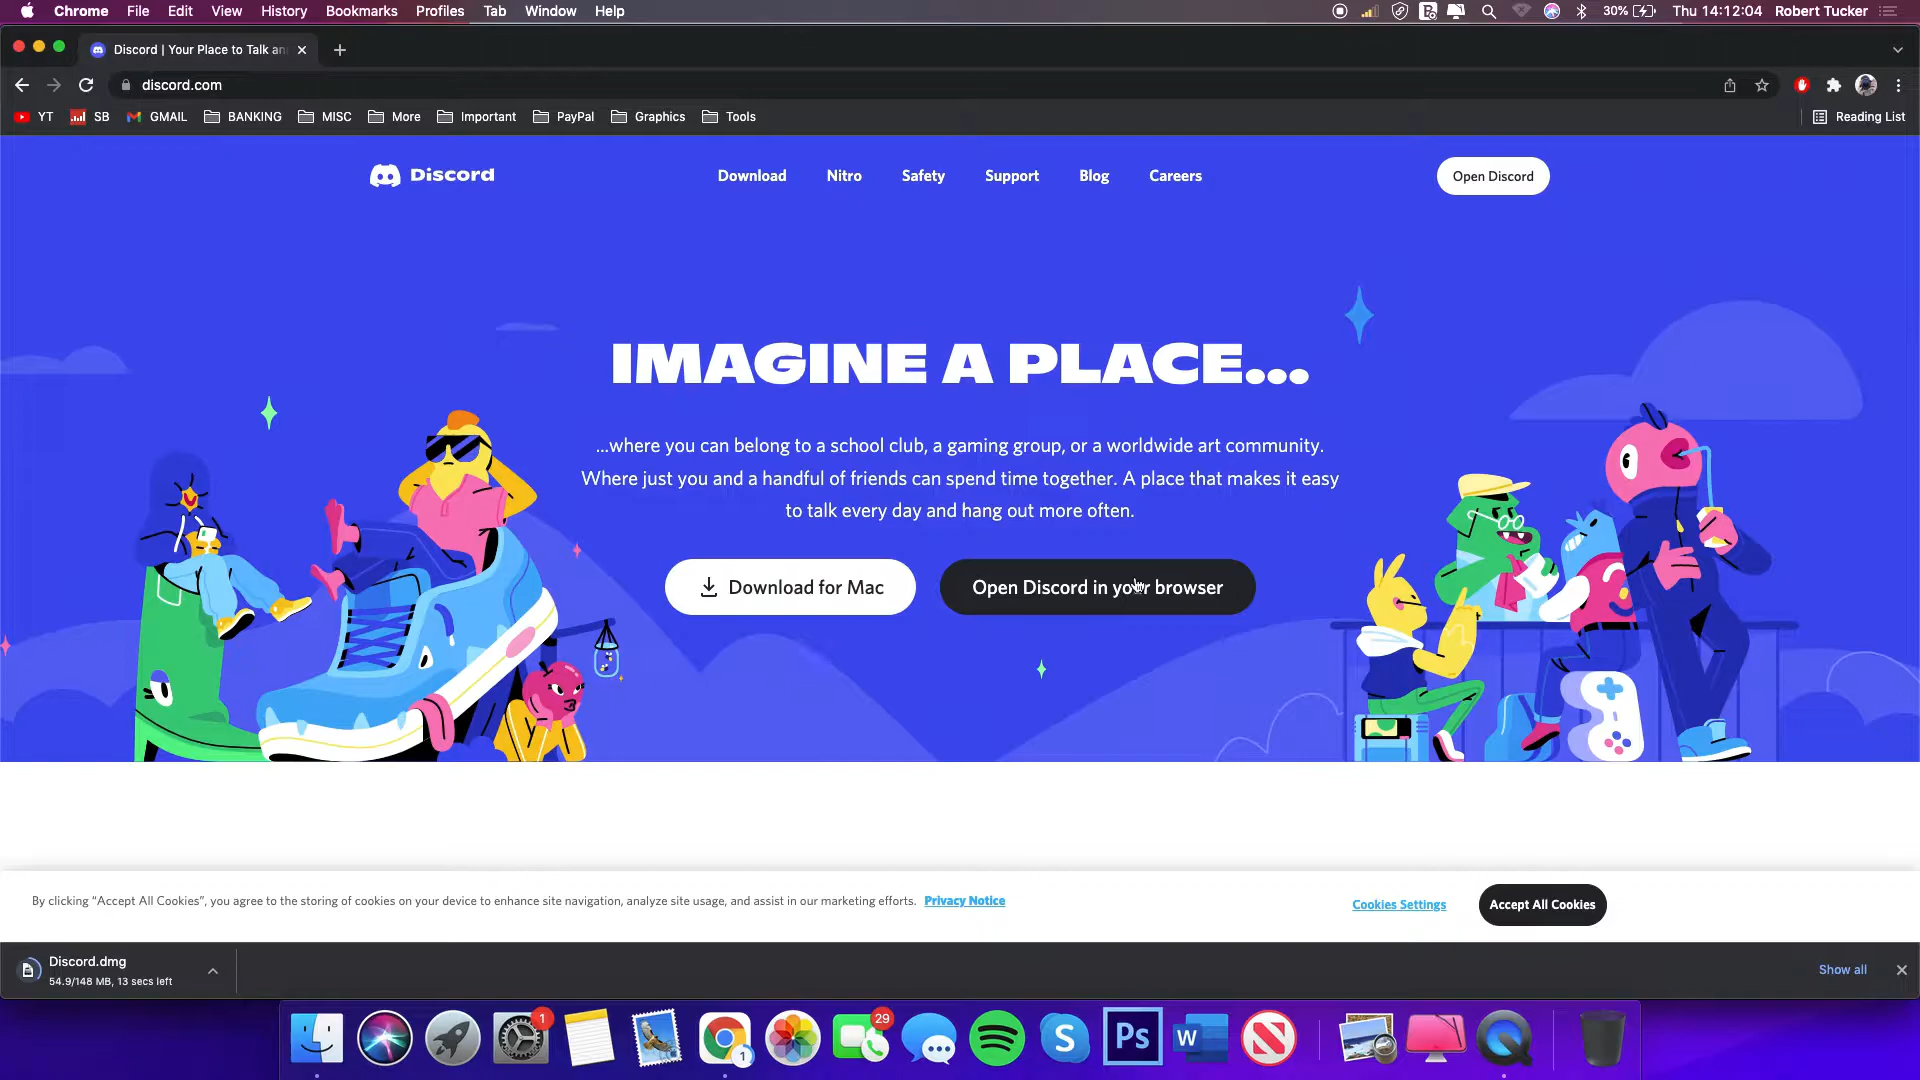 Chrome File Edit View History Bookmarks Profiles Tab Window Help 30% Thu 14:12:04 Robert Tucker
Discord | Your Place to Talk an
discord.com
YT SB GMAIL BANKING MISC More Important PayPal Graphics Tools Reading List
Discord Download Nitro Safety Support Blog Careers Open Discord
IMAGINE A PLACE...
...where you can belong to a school club, a gaming group, or a worldwide art community.
Where just you and a handful of friends can spend time together. A place that makes it easy
to talk every day and hang out more often.
Download for Mac Open Discord in your browser
By clicking “Accept All Cookies”, you agree to the storing of cookies on your device to enhance site navigation, analyze site usage, and assist in our marketing efforts. Privacy Notice Cookies Settings Accept All Cookies
Discord.dmg
54.9/148 MB, 13 secs left
Show all
1 1 29 S Ps W N